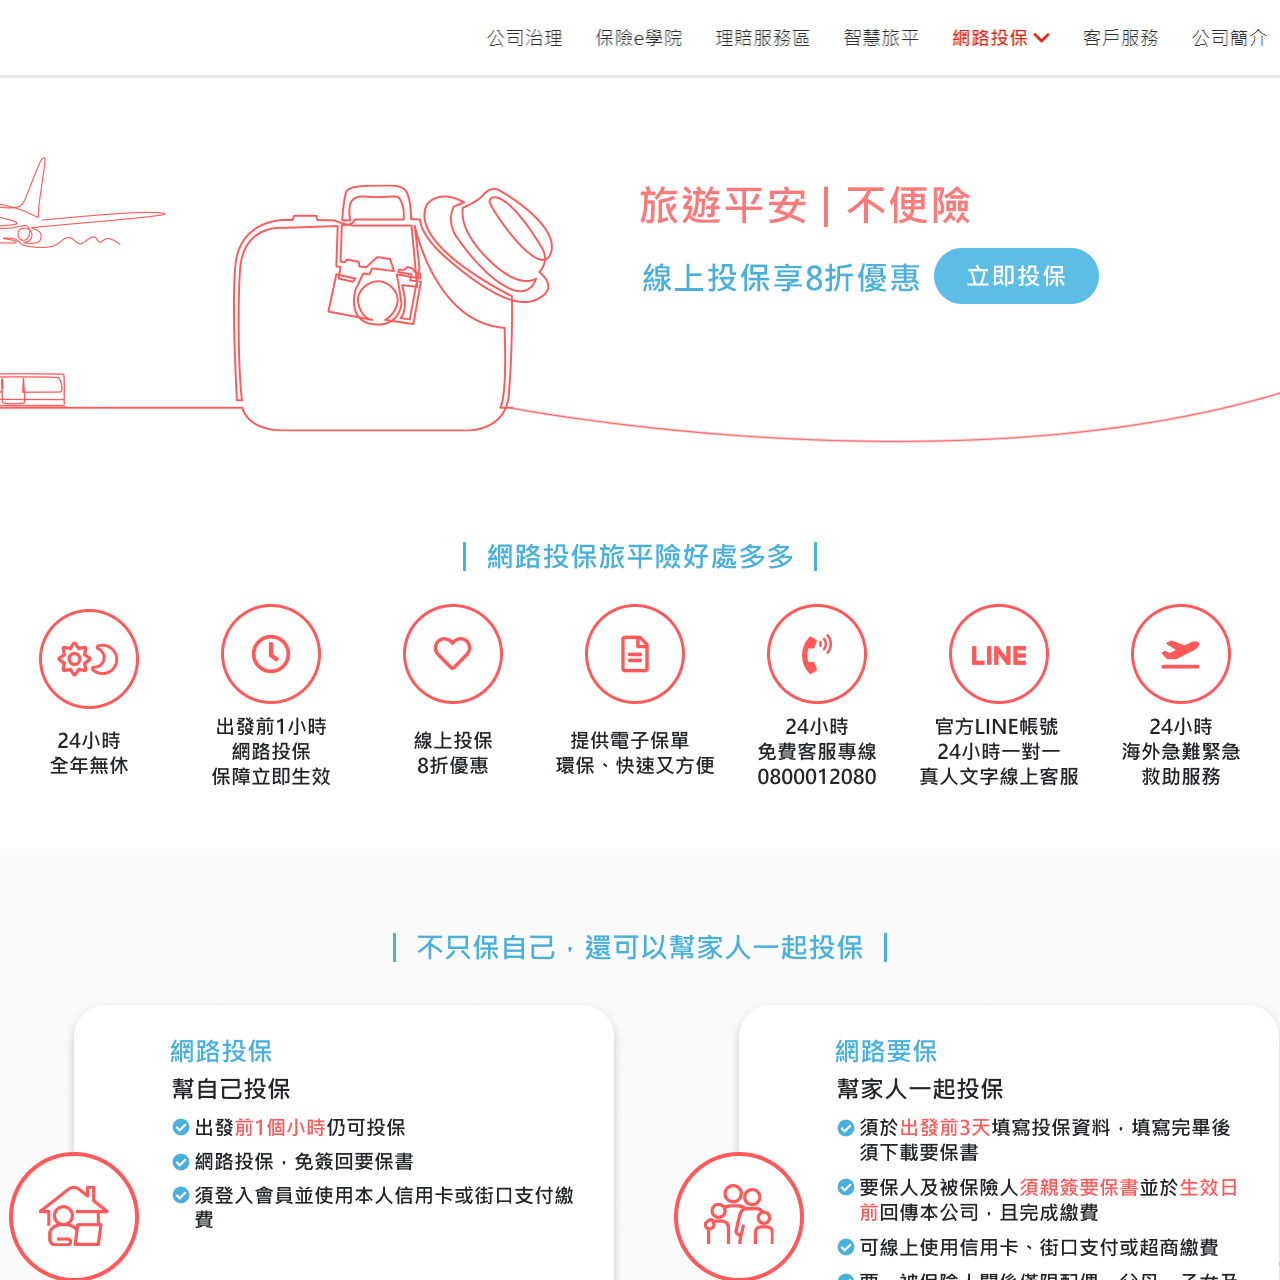 公司治理 保險e學院 理賠服務區 智慧旅平 網路投保 客戶服務 公司簡介
旅遊平安 | 不便險
線上投保享8折優惠 立即投保
網路投保旅平險好處多多
24小時
全年無休
出發前1小時
網路投保
保障立即生效
線上投保
8折優惠
提供電子保單
環保、快速又方便
24小時
免費客服專線
0800012080
LINE
官方LINE帳號
24小時一對一
真人文字線上客服
24小時
海外急難緊急
救助服務
不只保自己，還可以幫家人一起投保
網路投保
幫自己投保
出發前1個小時仍可投保
網路投保，免簽回要保書
須登入會員並使用本人信用卡或街口支付繳
費
網路要保
幫家人一起投保
須於出發前3天填寫投保資料，填寫完畢後
須下載要保書
要保人及被保險人須親簽要保書並於生效日
前回傳本公司，且完成繳費
可線上使用信用卡、街口支付或超商繳費